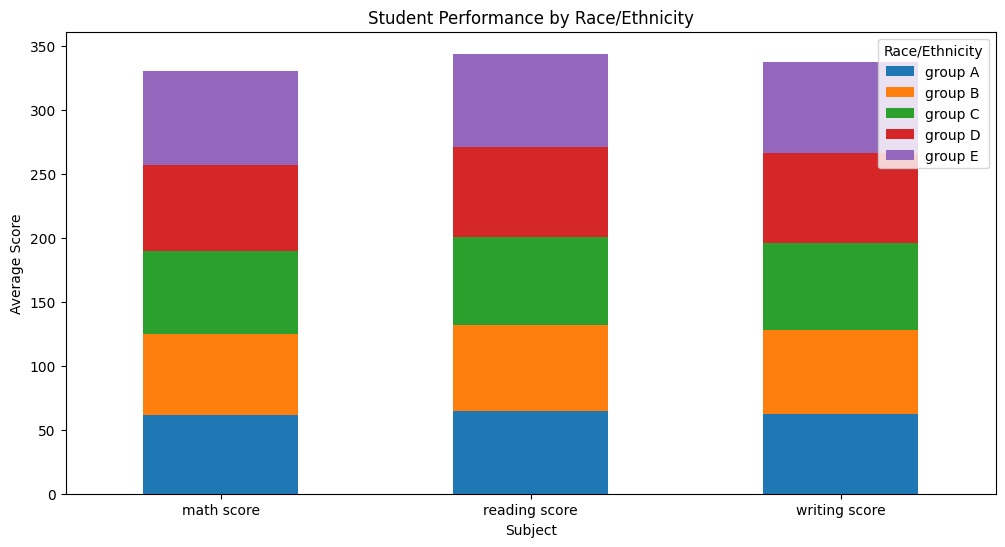 Student Performance by Race/Ethnicity
Average Score
350
300
250
200
150
100
50
0
Race/Ethnicity
group A
group B
group C
group D
group E
math score
reading score
writing score
Subject